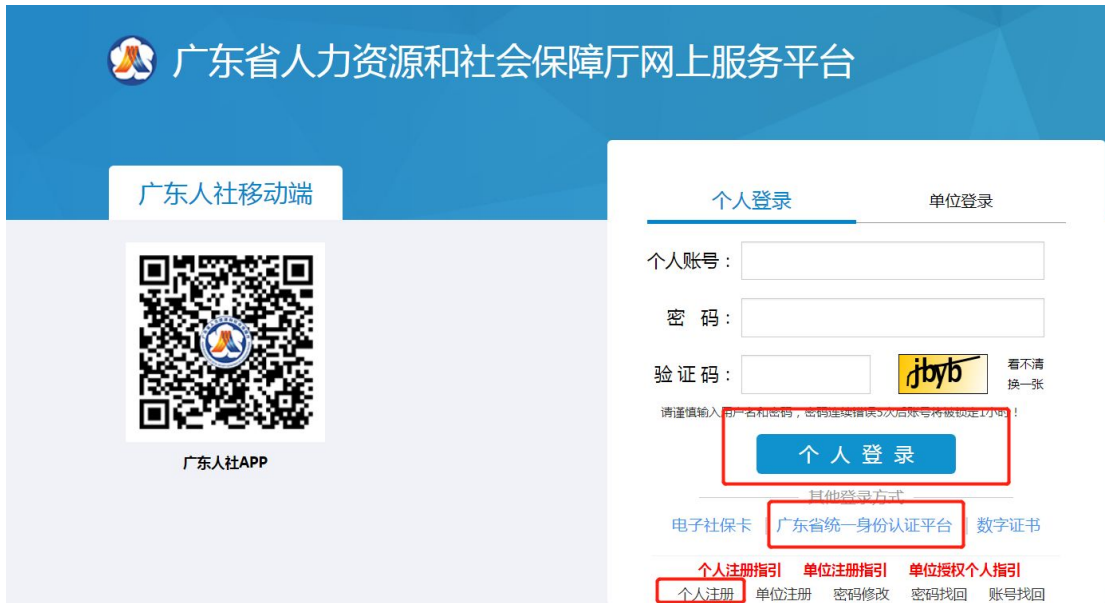 广东省人力资源和社会保障厅网上服务平台
广东人社移动端
广东人社APP
个人登录 单位登录
个人账号：
密 码：
验证码： jbyb 看不清
换一张
请谨慎输入用户名和密码，密码连续错误5次后账号将被锁定1小时！
个人登录
其他登录方式
电子社保卡 | 广东省统一身份认证平台 | 数字证书
个人注册指引 单位注册指引 单位授权个人指引
个人注册 单位注册 密码修改 密码找回 账号找回